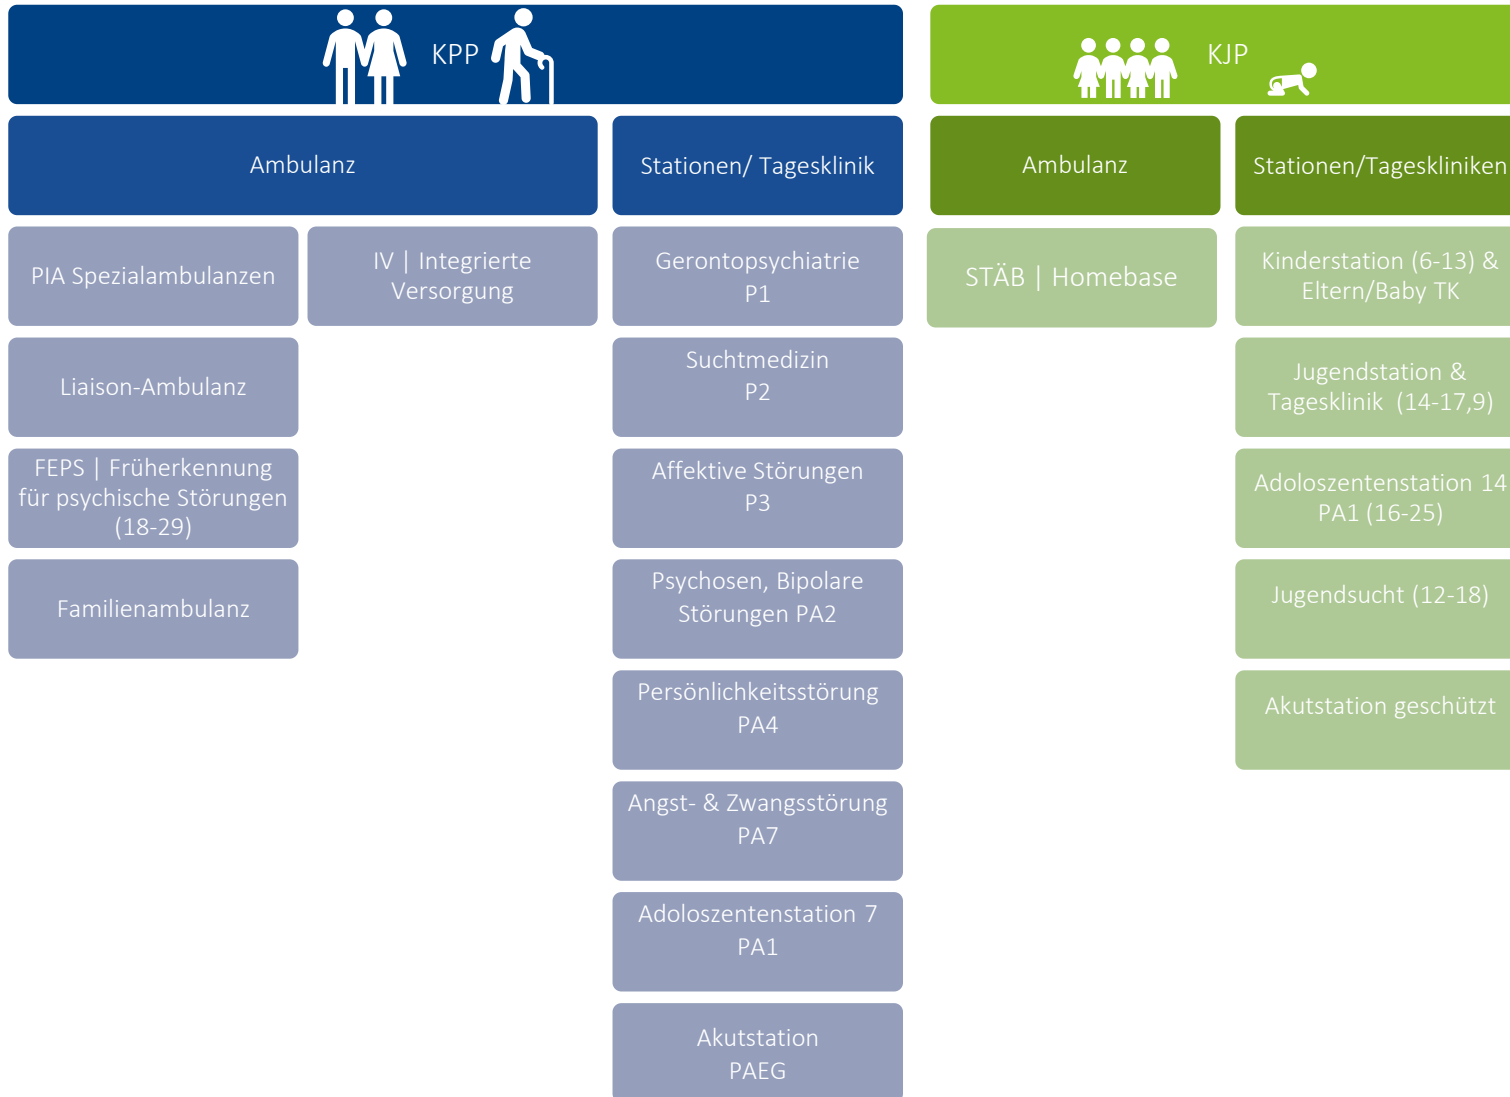 KPP
KJP
Ambulanz
Stationen/ Tagesklinik
Ambulanz
Stationen/Tageskliniken
PIA Spezialambulanzen
IV | Integrierte
Versorgung
Gerontopsychiatrie
P1
STÄB | Homebase
Kinderstation (6-13) &
Eltern/Baby TK
Liaison-Ambulanz
Suchtmedizin
P2
Jugendstation &
Tagesklinik (14-17,9)
FEPS | Früherkennung
für psychische Störungen
(18-29)
Affektive Störungen
P3
Adoloszentenstation 14
PA1 (16-25)
Familienambulanz
Psychosen, Bipolare
Störungen PA2
Jugendsucht (12-18)
Persönlichkeitsstörung
PA4
Akutstation geschützt
Angst- & Zwangsstörung
PA7
Adoloszentenstation 7
PA1
Akutstation
PAEG